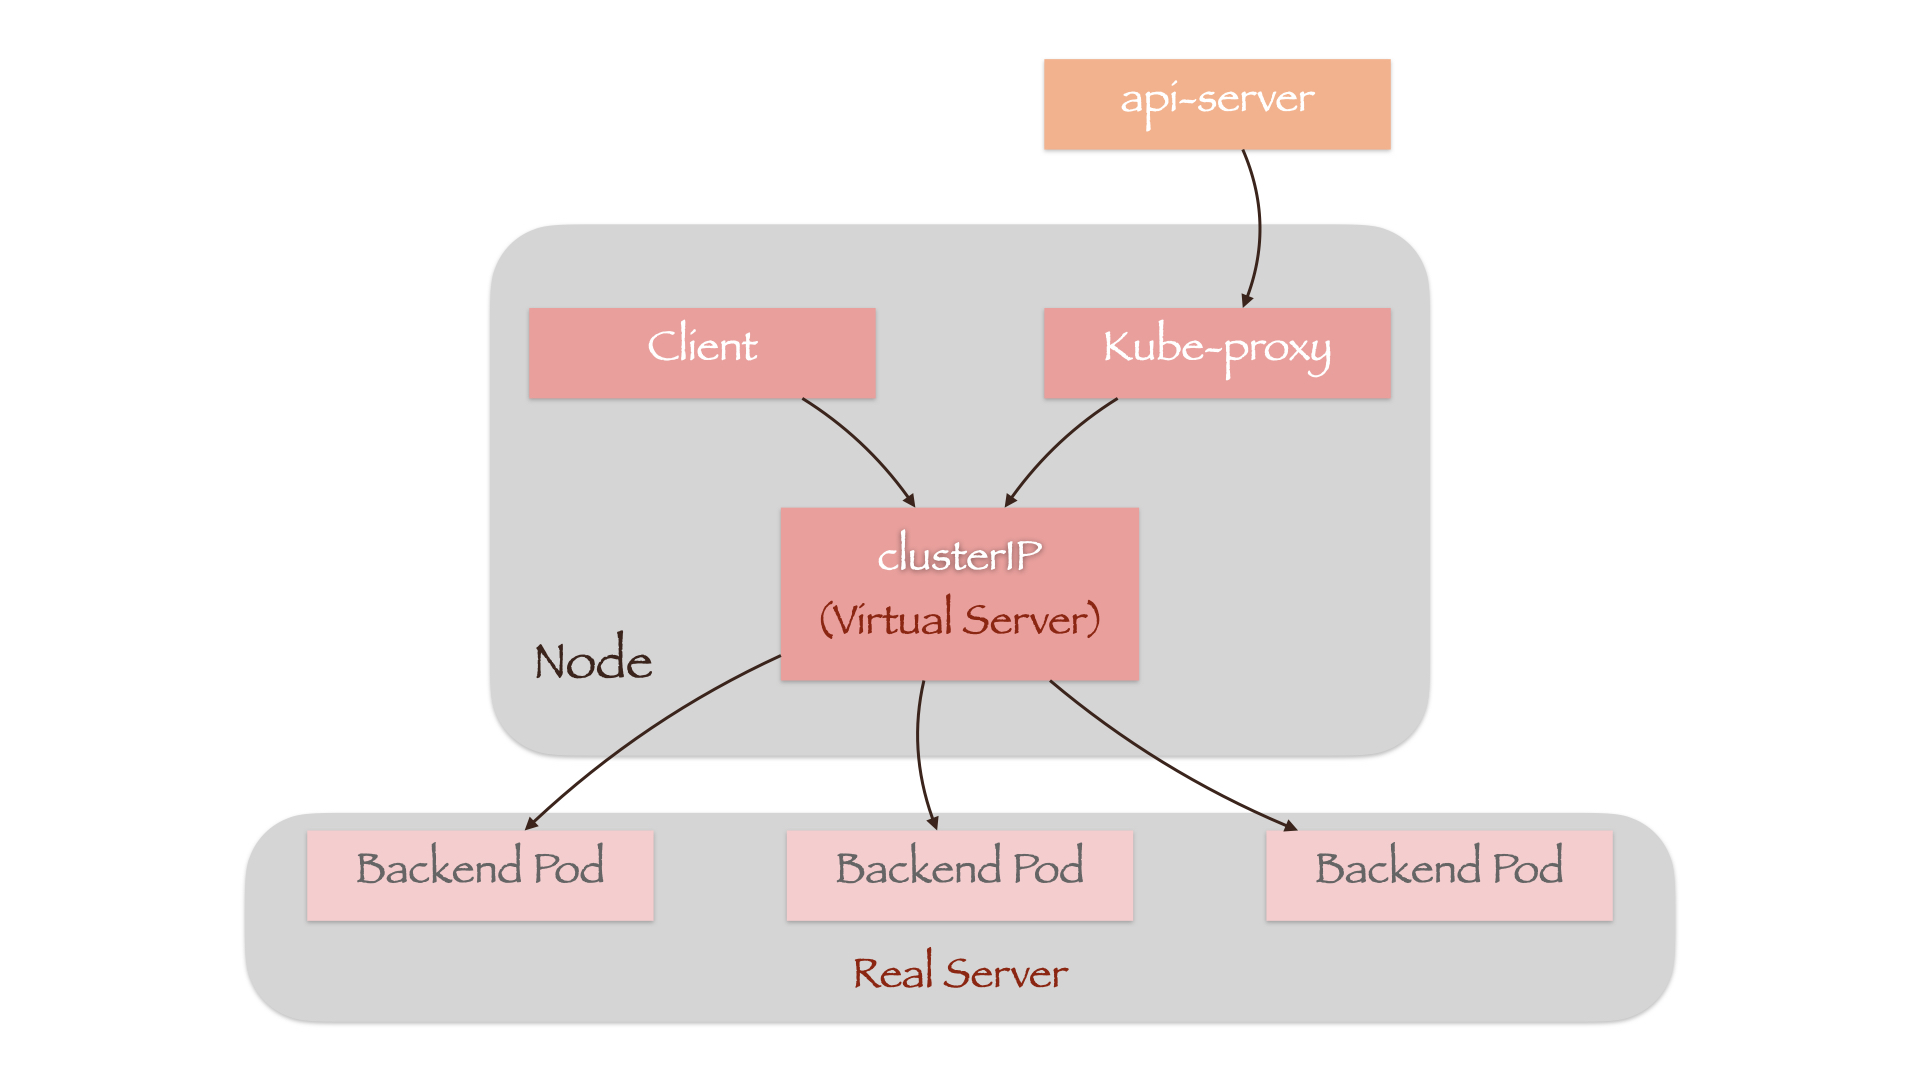 api-server
Client
Kube-proxy
clusterIP
(Virtual Server)
Node
Backend Pod
Backend Pod
Backend Pod
Real Server